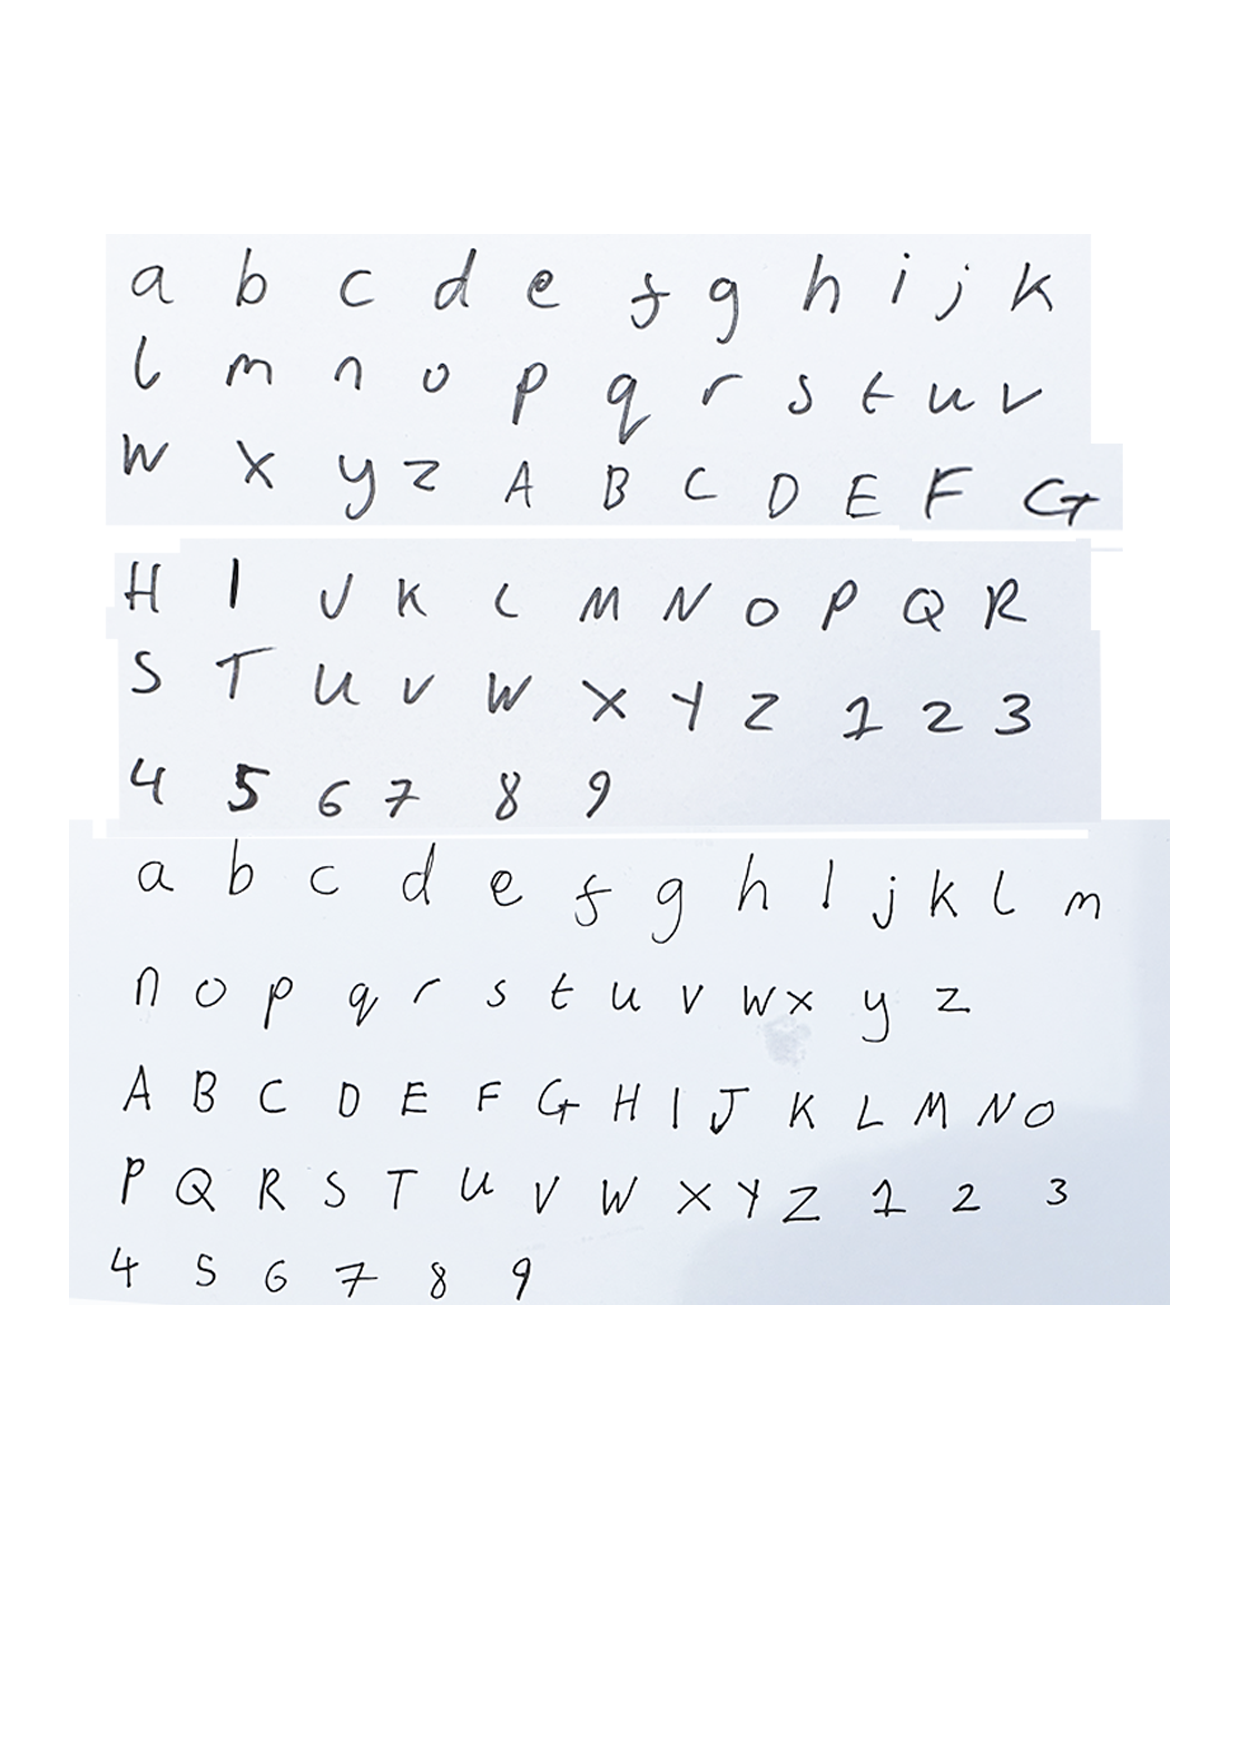 a b c d e f g h i j k
l m n o p q r s t u v
w x y z A B C D E F G
H I J K L M N O P Q R
S T U V W X Y Z 1 2 3
4 5 6 7 8 9
a b c d e f g h i j k l m
n o p q r s t u v w x y z
A B C D E F G H I J K L M N O
P Q R S T U V W X Y Z 1 2 3
4 5 6 7 8 9